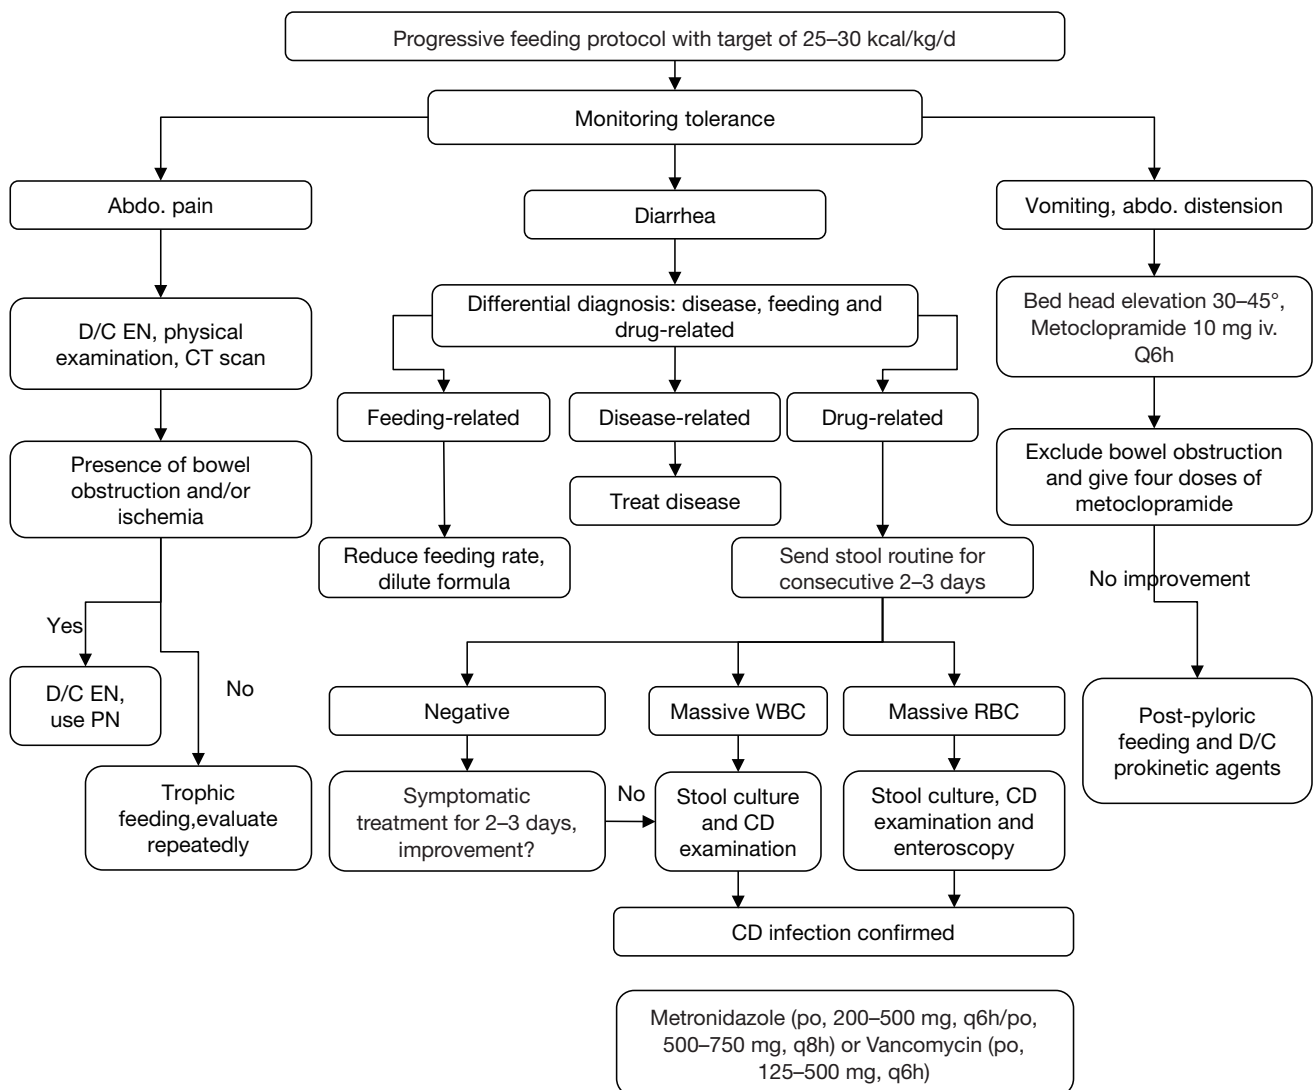 Progressive feeding protocol with target of 25–30 kcal/kg/d
Monitoring tolerance
Abdo. pain
Diarrhea
Vomiting, abdo. distension
D/C EN, physical
examination, CT scan
Differential diagnosis: disease, feeding and
drug-related
Bed head elevation 30–45°,
Metoclopramide 10 mg iv.
Q6h
Feeding-related
Disease-related
Drug-related
Presence of bowel
obstruction and/or
ischemia
Treat disease
Exclude bowel obstruction
and give four doses of
metoclopramide
Reduce feeding rate,
dilute formula
Send stool routine for
consecutive 2–3 days
No improvement
Yes
No
D/C EN,
use PN
Negative
Massive WBC
Massive RBC
Post-pyloric
feeding and D/C
prokinetic agents
Trophic
feeding,evaluate
repeatedly
Symptomatic
treatment for 2–3 days,
improvement?
No
Stool culture
and CD
examination
Stool culture, CD
examination and
enteroscopy
CD infection confirmed
Metronidazole (po, 200–500 mg, q6h/po,
500–750 mg, q8h) or Vancomycin (po,
125–500 mg, q6h)